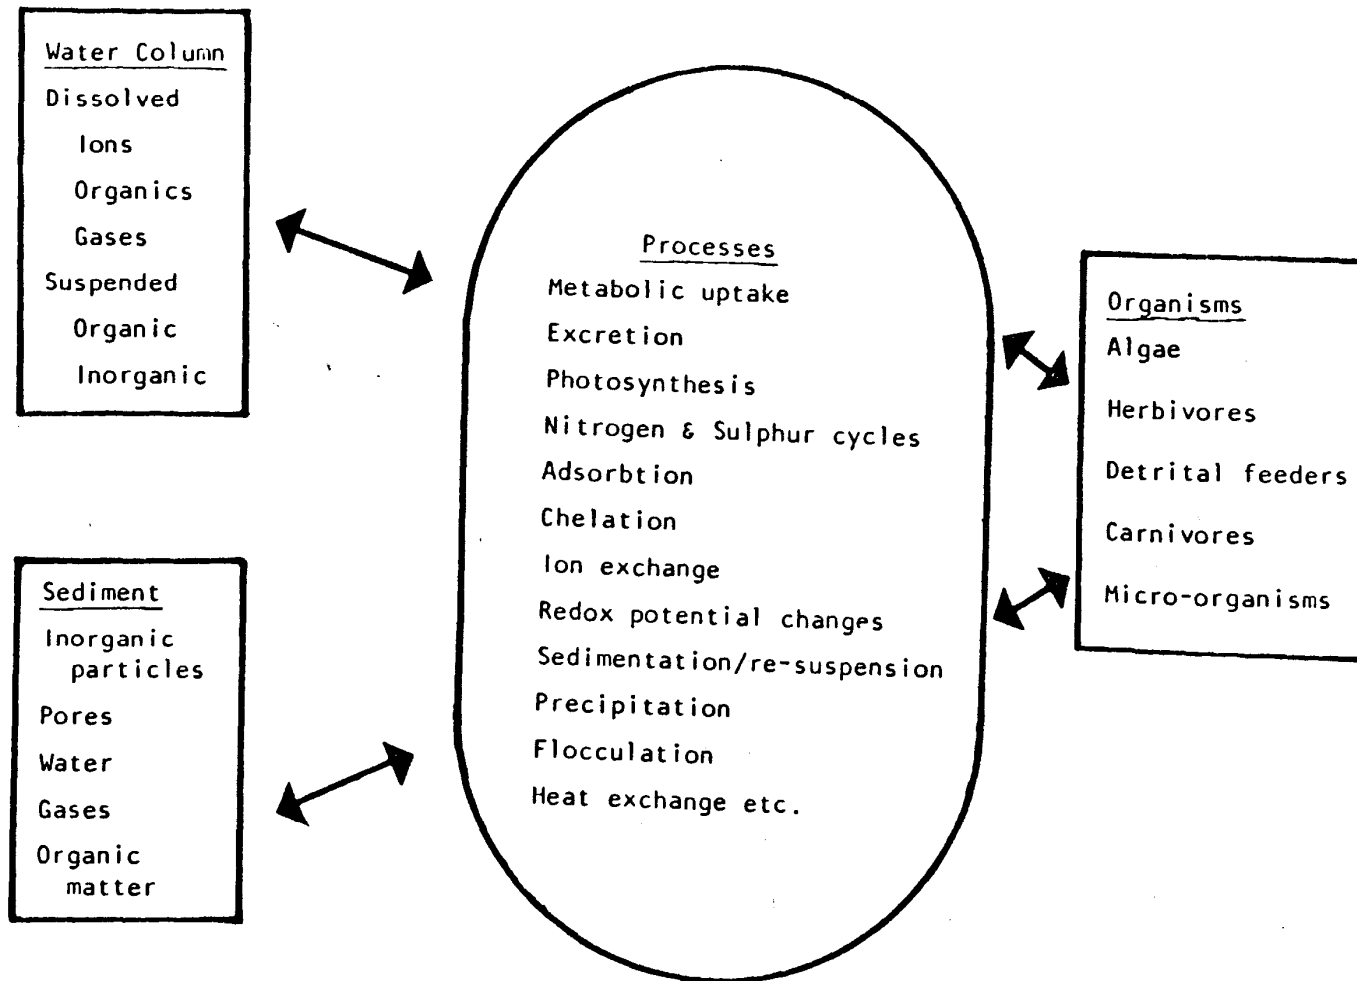 Water Column
Dissolved
Ions
Organics
Gases
Suspended
Organic
Inorganic
Sediment
Inorganic
particles
Pores
Water
Gases
Organic
matter
Processes
Metabolic uptake
Excretion
Photosynthesis
Nitrogen & Sulphur cycles
Adsorbtion
Chelation
Ion exchange
Redox potential changes
Sedimentation/re-suspension
Precipitation
Flocculation
Heat exchange etc.
Organisms
Algae
Herbivores
Detrital feeders
Carnivores
Micro-organisms